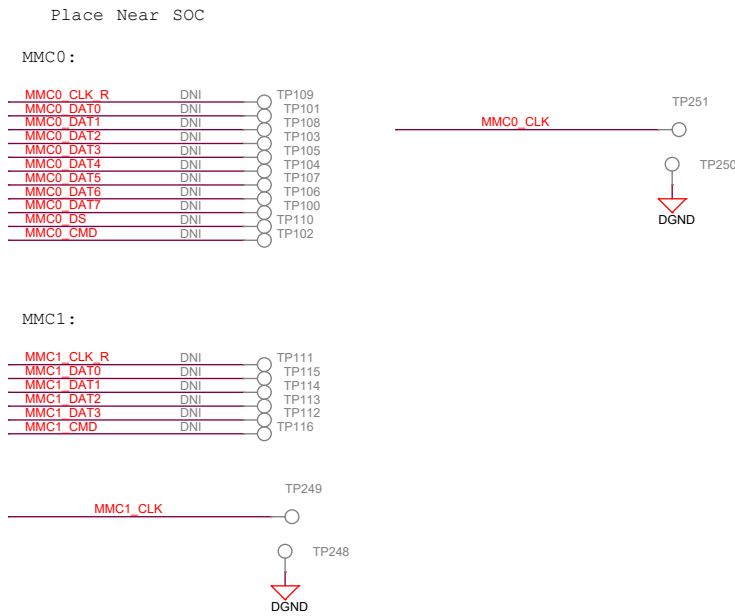 Place Near SOC
MMC0:
MMC0_CLK_R DNI TP109
MMC0_DAT0 DNI TP101
MMC0_DAT1 DNI TP108
MMC0_DAT2 DNI TP103
MMC0_DAT3 DNI TP105
MMC0_DAT4 DNI TP104
MMC0_DAT5 DNI TP107
MMC0_DAT6 DNI TP106
MMC0_DAT7 DNI TP100
MMC0_DS DNI TP110
MMC0_CMD DNI TP102
TP251
MMC0_CLK
TP250
DGND
MMC1:
MMC1_CLK_R DNI TP111
MMC1_DAT0 DNI TP115
MMC1_DAT1 DNI TP114
MMC1_DAT2 DNI TP113
MMC1_DAT3 DNI TP112
MMC1_CMD DNI TP116
TP249
MMC1_CLK
TP248
DGND